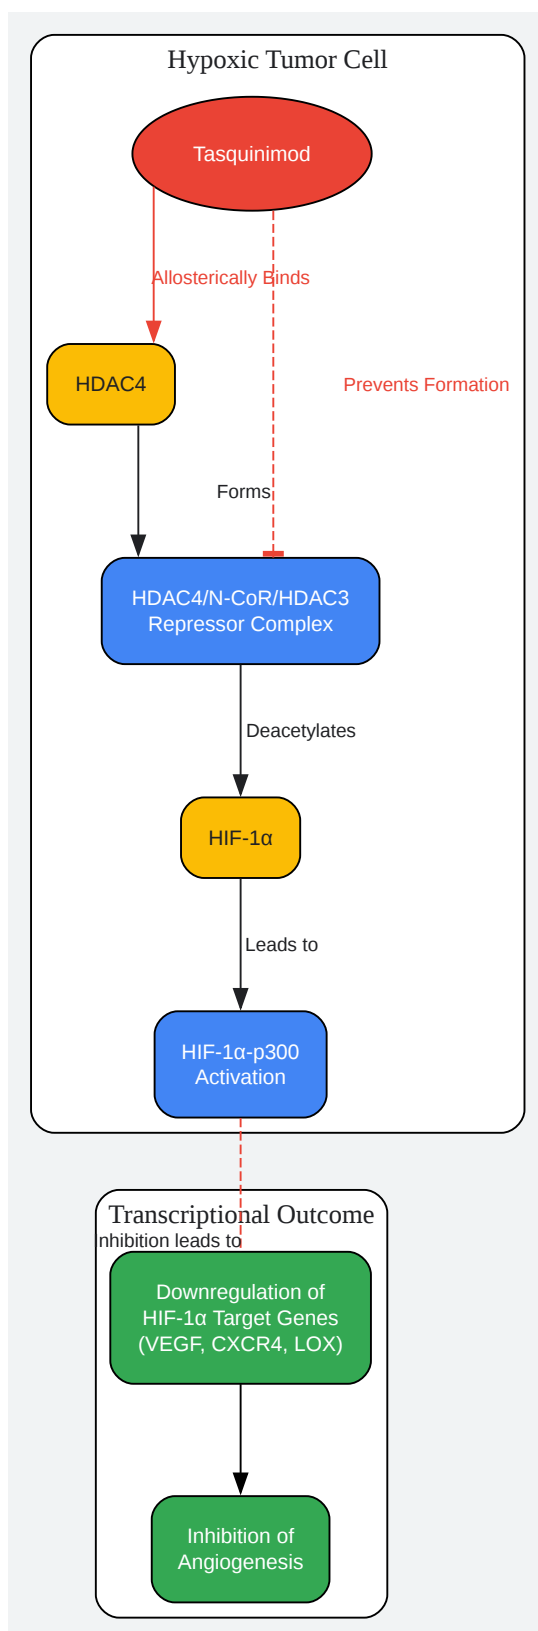 Hypoxic Tumor Cell
Tasquinimod
Allosterically Binds
HDAC4
Prevents Formation
Forms
HDAC4/N-CoR/HDAC3
Repressor Complex
Deacetylates
HIF-1α
Leads to
HIF-1α-p300
Activation
Transcriptional Outcome
nhibition leads to
Downregulation of
HIF-1α Target Genes
(VEGF, CXCR4, LOX)
Inhibition of
Angiogenesis